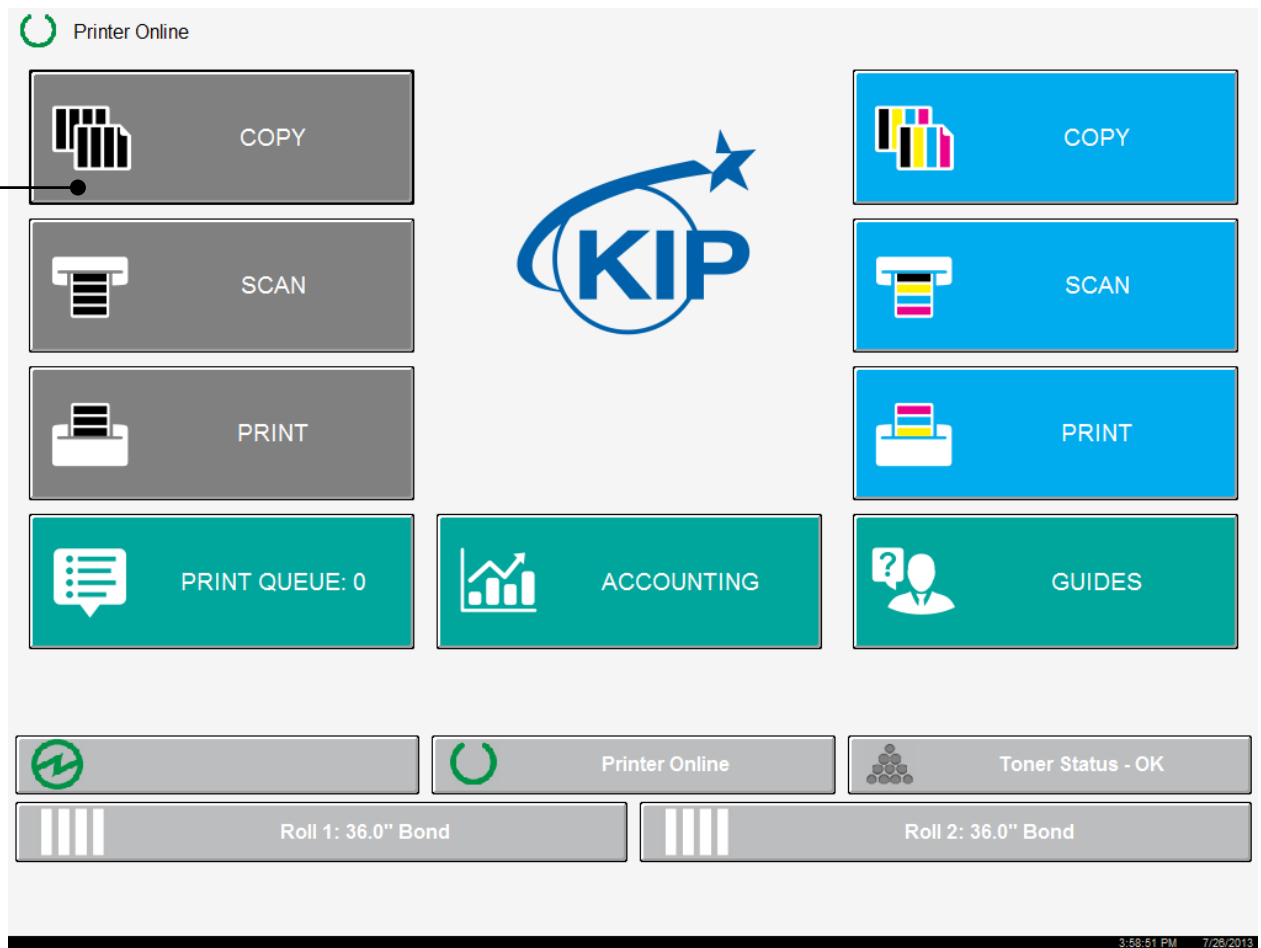 Printer Online
COPY
COPY
KIP
SCAN
SCAN
PRINT
PRINT
PRINT QUEUE: 0
ACCOUNTING
?
GUIDES
Printer Online
Toner Status - OK
Roll 1: 36.0" Bond
Roll 2: 36.0" Bond
3:58:51 PM 7/26/2013